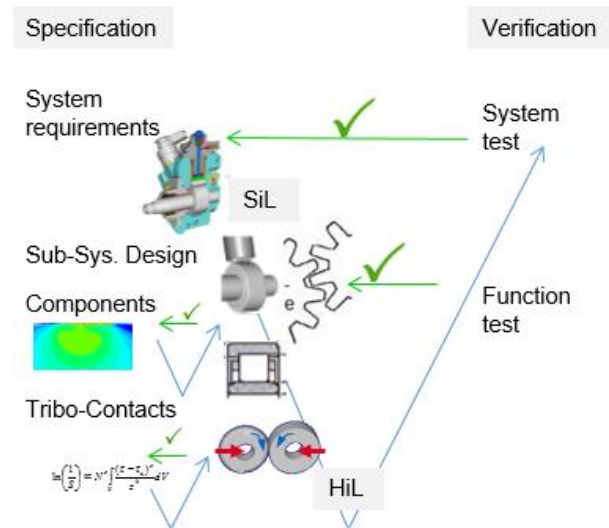 Specification
Verification
System
requirements
System
test
SiL
Sub-Sys. Design
-
e
Components
Function
test
Tribo-Contacts
HiL